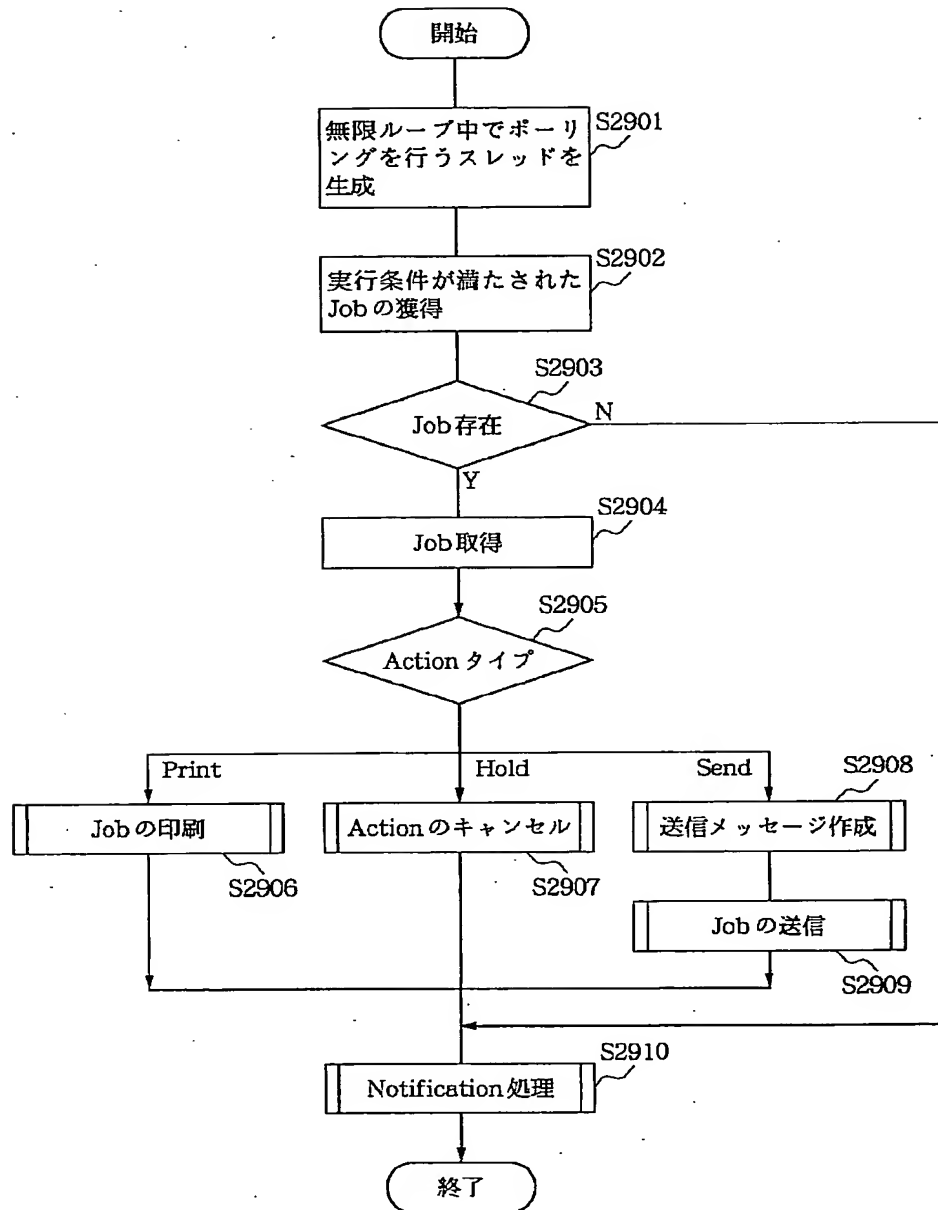 開始
無限ループ中でポーリ
ングを行うスレッドを
生成
S2901
実行条件が満たされた
Jobの獲得
S2902
S2903
Job存在
N
Y
S2904
Job取得
S2905
Actionタイプ
Print
Hold
Send
S2908
Jobの印刷
Actionのキャンセル
送信メッセージ作成
S2906
S2907
Jobの送信
S2909
S2910
Notification処理
終了